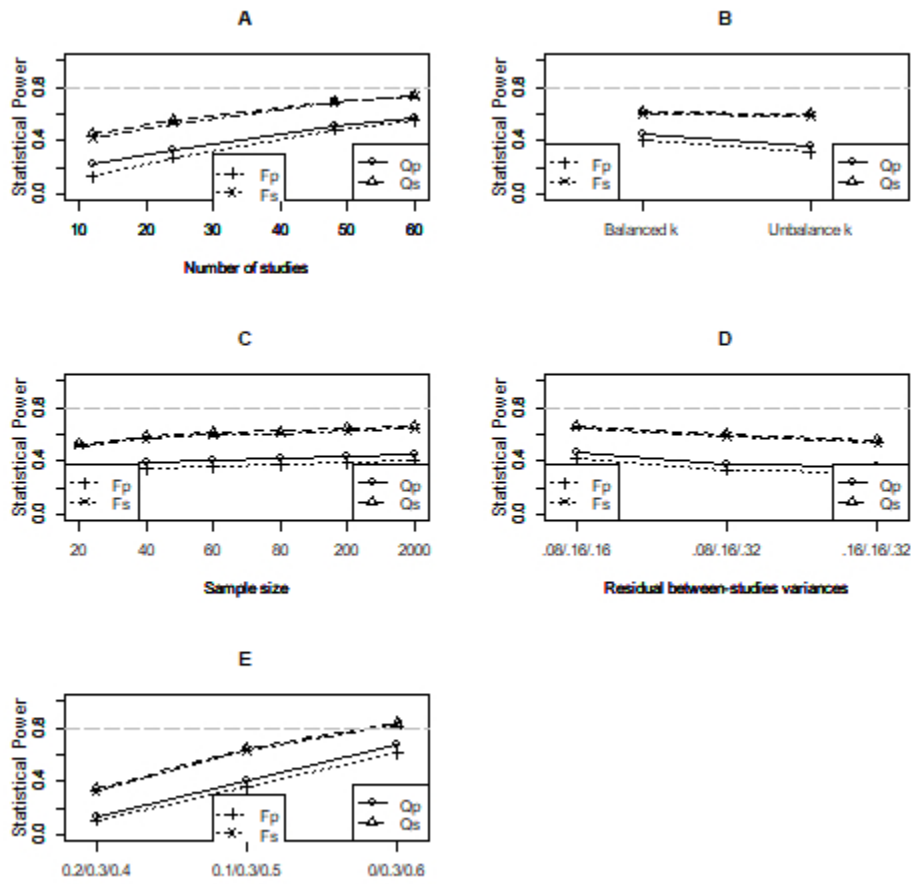 A
Statistical Power
0.0 0.4 0.8
Fp
Fs
Qp
Qs
10 20 30 40 50 60
Number of studies
B
Statistical Power
0.0 0.4 0.8
Fp
Fs
Qp
Qs
Balanced k Unbalance k
C
Statistical Power
0.0 0.4 0.8
Fp
Fs
Qp
Qs
20 40 60 80 200 2000
Sample size
D
Statistical Power
0.0 0.4 0.8
Fp
Fs
Qp
Qs
.08/.16/.16 .08/.16/.32 .16/.16/.32
Residual between-studies variances
E
Statistical Power
0.0 0.4 0.8
Fp
Fs
Qp
Qs
0.2/0.3/0.4 0.1/0.3/0.5 0/0.3/0.6